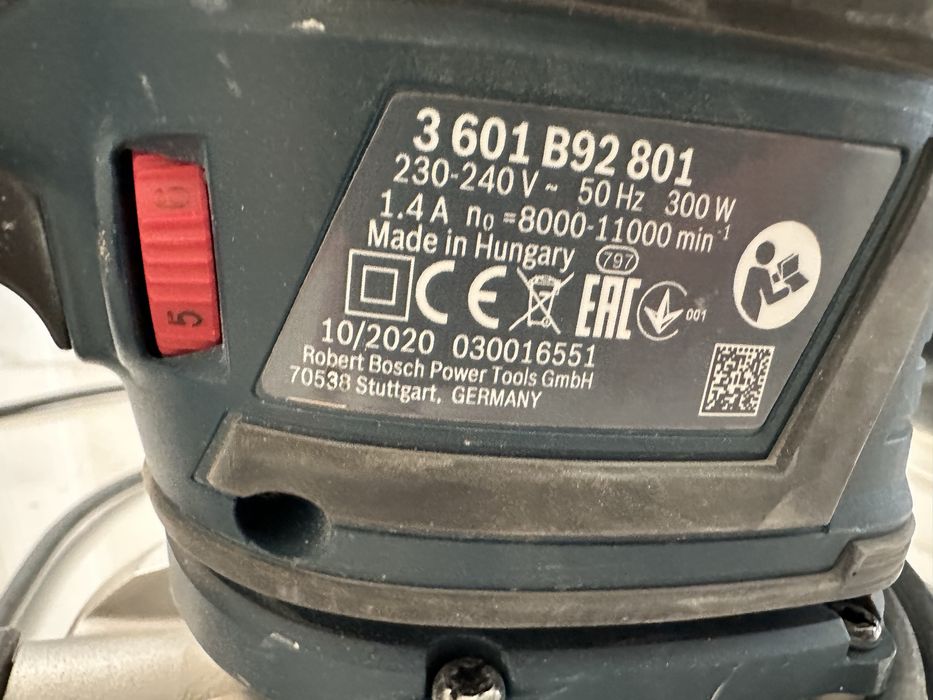 3 601 B92 801
230-240 V ~ 50 Hz 300 W
1.4 A n₀ =8000-11000 min⁻¹
Made in Hungary 797
CE EAC 001
10/2020 030016551
Robert Bosch Power Tools GmbH
70538 Stuttgart, GERMANY
6
5